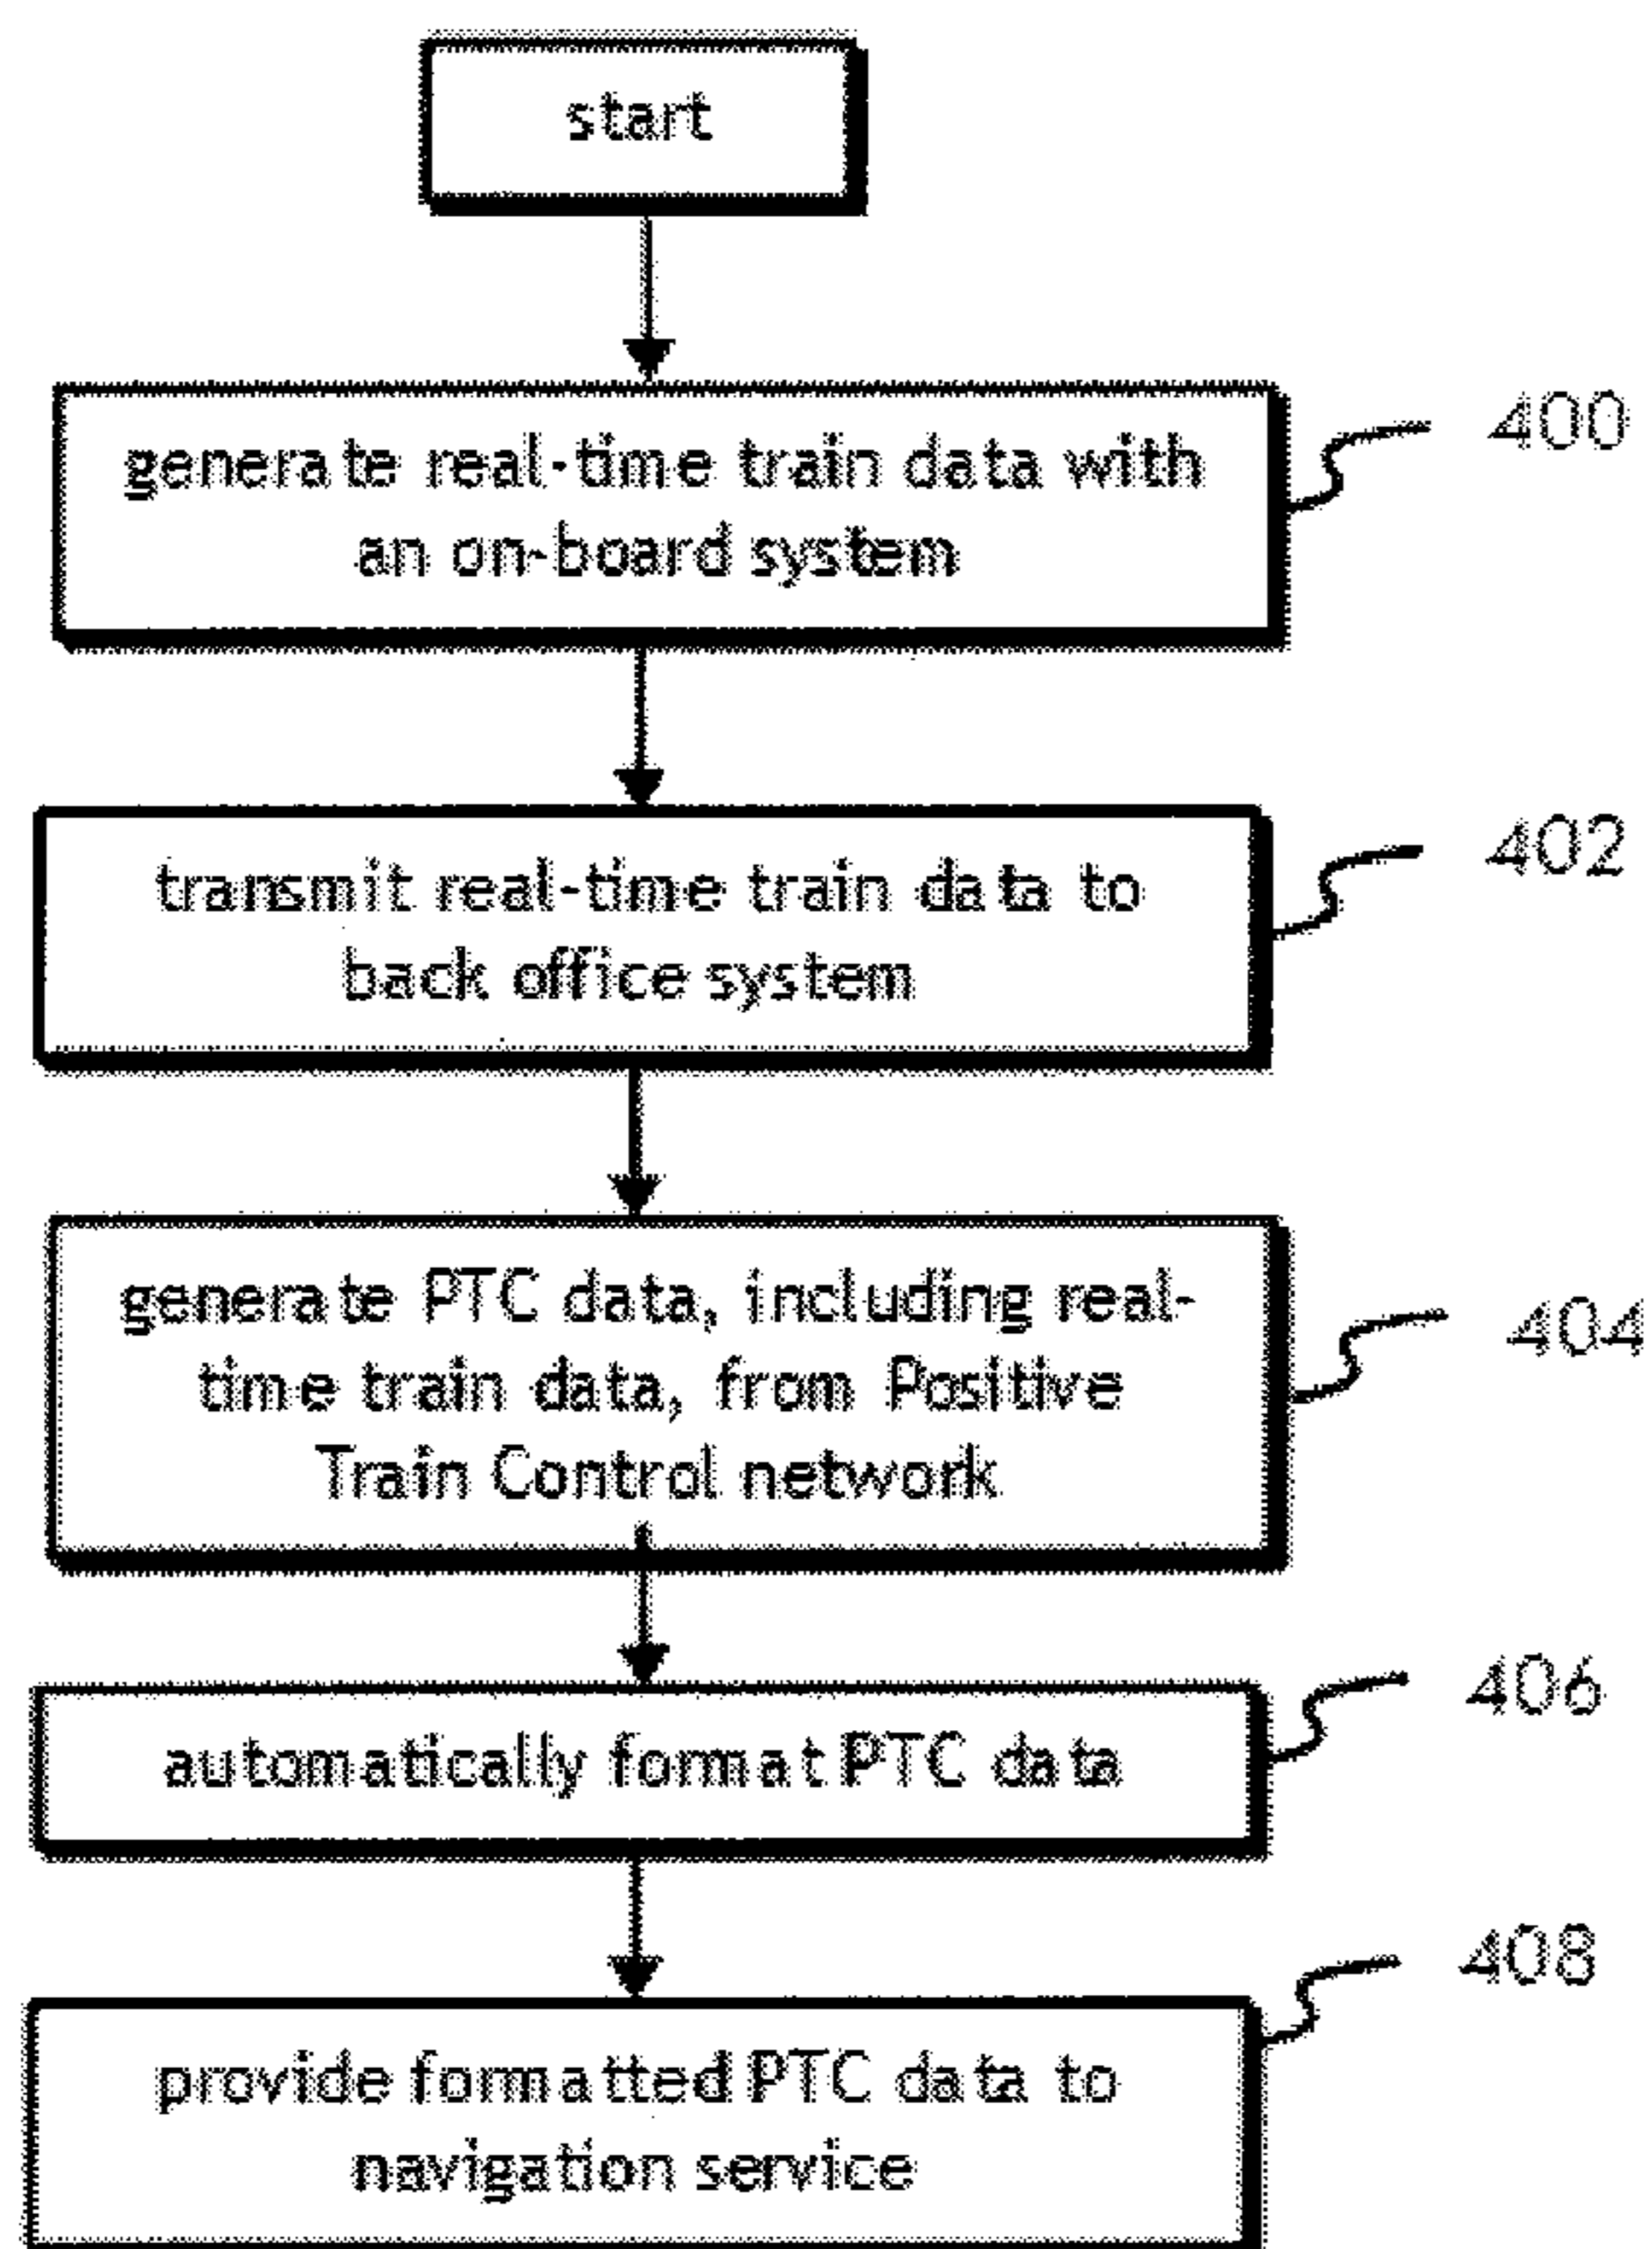 start
generate real-time train data with
an on-board system
400
transmit real-time train data to
back office system
402
generate PTC data, including real-
time train data, from Positive
Train Control network
404
automatically format PTC data
406
provide formatted PTC data to
navigation service
408